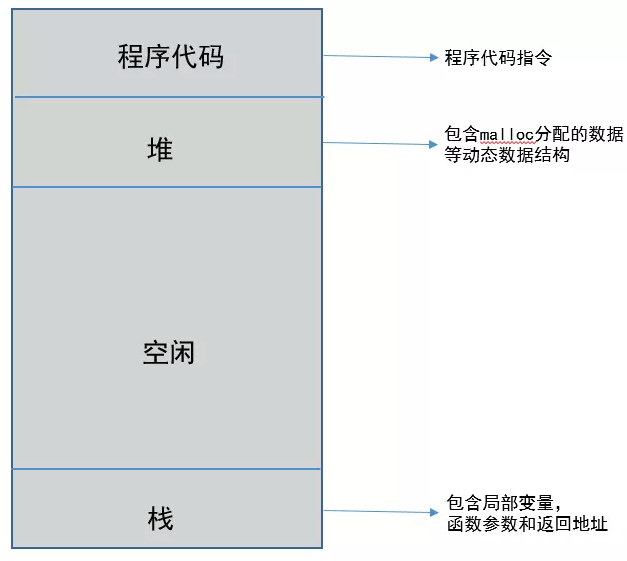 程序代码
程序代码指令
堆
包含malloc分配的数据
等动态数据结构
空闲
栈
包含局部变量，
函数参数和返回地址